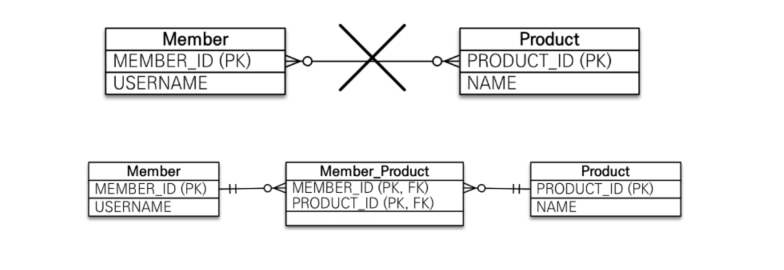 Member
MEMBER_ID (PK)
USERNAME
Product
PRODUCT_ID (PK)
NAME
Member
MEMBER_ID (PK)
USERNAME
Member_Product
MEMBER_ID (PK, FK)
PRODUCT_ID (PK, FK)
Product
PRODUCT_ID (PK)
NAME